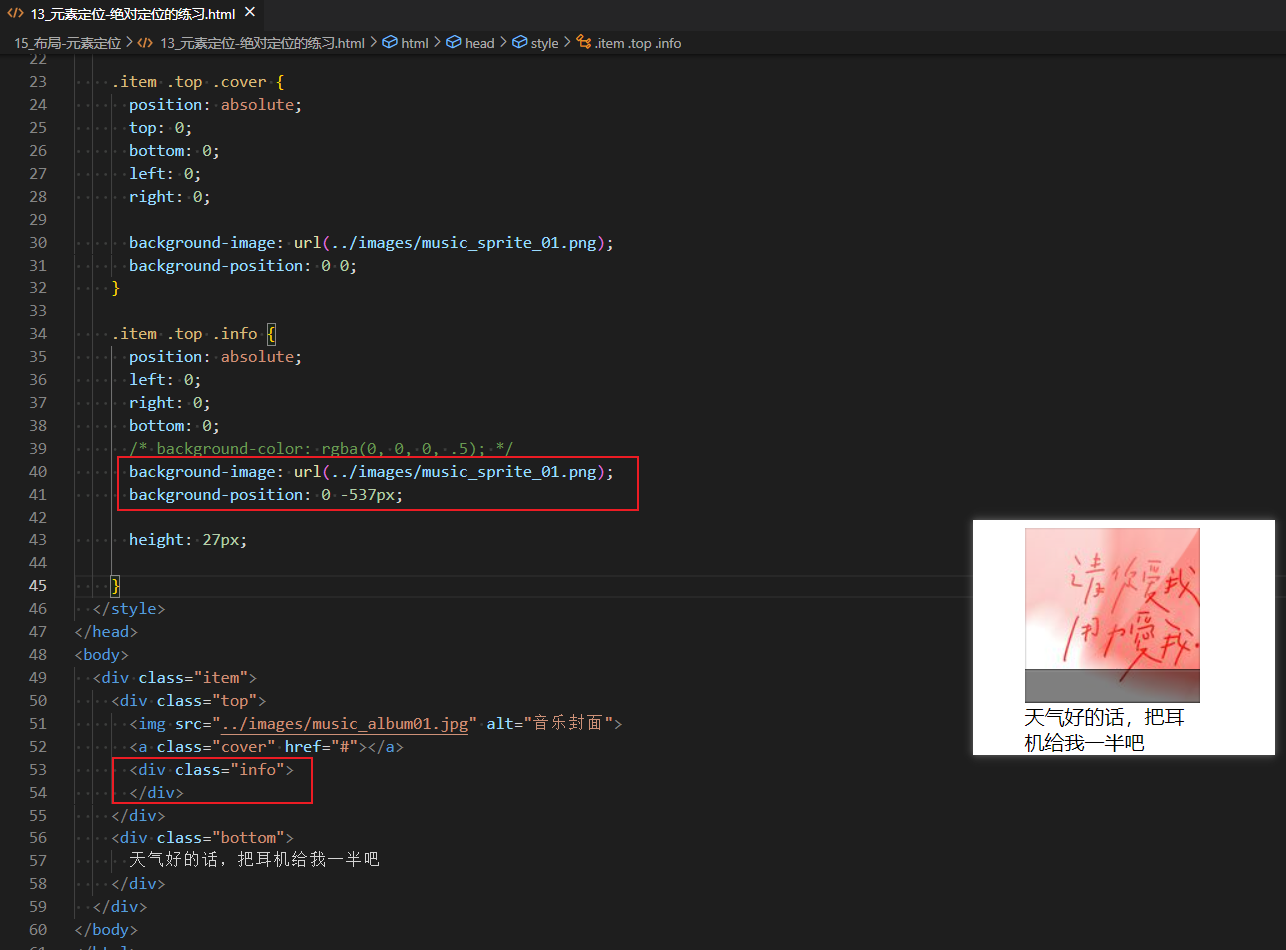 13_元素定位-绝对定位的练习.html ×
15_布局-元素定位 > 13_元素定位-绝对定位的练习.html > html > head > style > .item .top .info
22
23 .item .top .cover {
24 position: absolute;
25 top: 0;
26 bottom: 0;
27 left: 0;
28 right: 0;
29
30 background-image: url(../images/music_sprite_01.png);
31 background-position: 0 0;
32 }
33
34 .item .top .info {
35 position: absolute;
36 left: 0;
37 right: 0;
38 bottom: 0;
39 /* background-color: rgba(0, 0, 0, .5); */
40 background-image: url(../images/music_sprite_01.png);
41 background-position: 0 -537px;
42
43 height: 27px;
44
45 }
46 </style>
47 </head>
48 <body>
49 <div class="item">
50 <div class="top">
51 <img src="../images/music_album01.jpg" alt="音乐封面">
52 <a class="cover" href="#"></a>
53 <div class="info">
54 </div>
55 </div>
56 <div class="bottom">
57 天气好的话，把耳机给我一半吧
58 </div>
59 </div>
60 </body>
61 </html>
请你爱我
用力愛我.
天气好的话，把耳
机给我一半吧